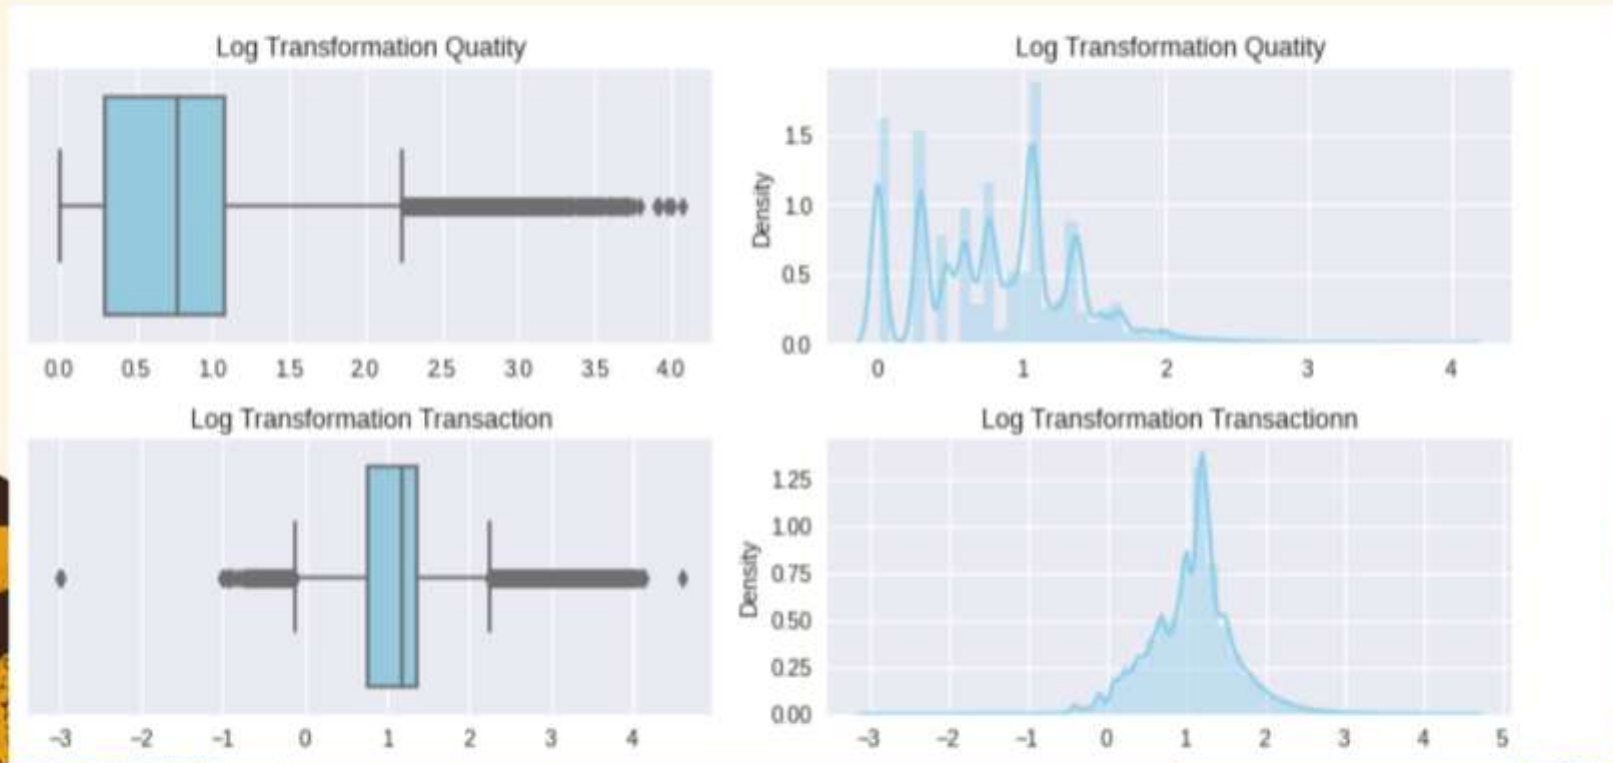 Log Transformation Quatity
0.0 0.5 1.0 1.5 2.0 2.5 3.0 3.5 4.0
Log Transformation Quatity
Density
1.5
1.0
0.5
0.0
0 1 2 3 4
Log Transformation Transaction
−3 −2 −1 0 1 2 3 4
Log Transformation Transactionn
Density
1.25
1.00
0.75
0.50
0.25
0.00
−3 −2 −1 0 1 2 3 4 5